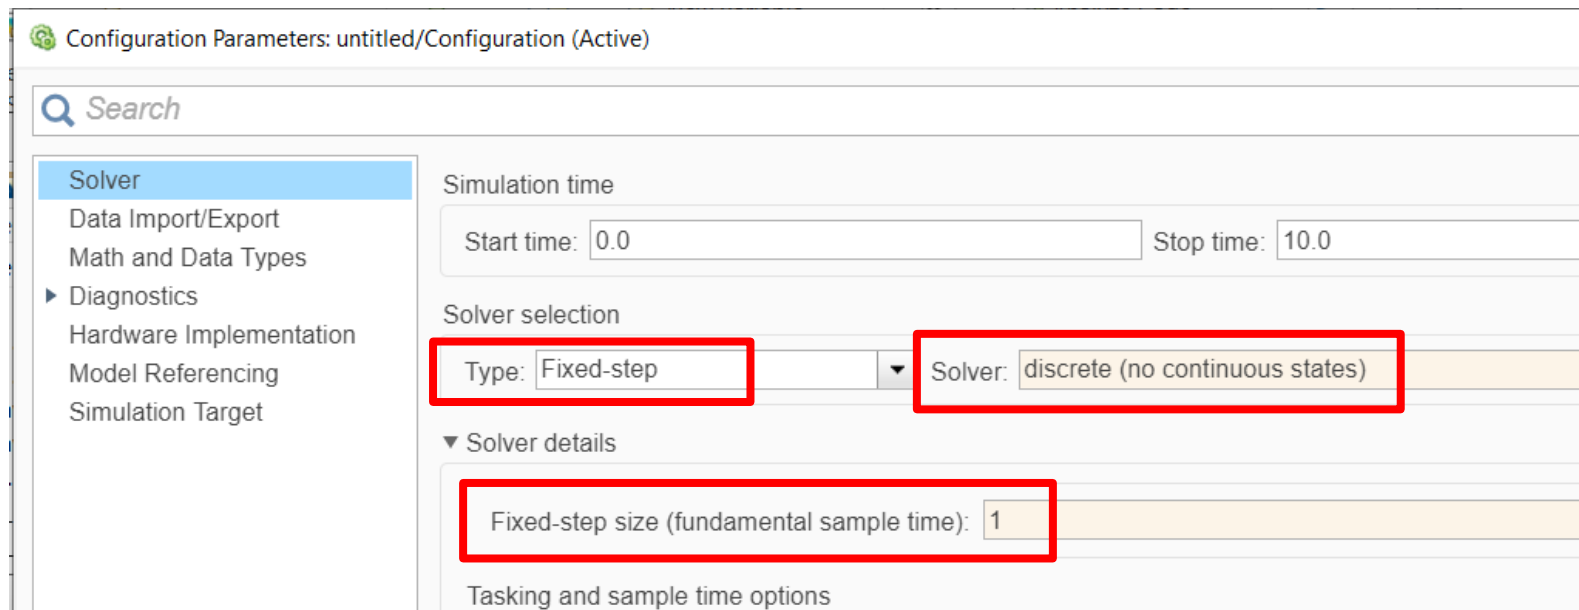 Configuration Parameters: untitled/Configuration (Active)
Search
Solver
Data Import/Export
Math and Data Types
Diagnostics
Hardware Implementation
Model Referencing
Simulation Target
Simulation time
Start time: 0.0 Stop time: 10.0
Solver selection
Type: Fixed-step Solver: discrete (no continuous states)
Solver details
Fixed-step size (fundamental sample time): 1
Tasking and sample time options